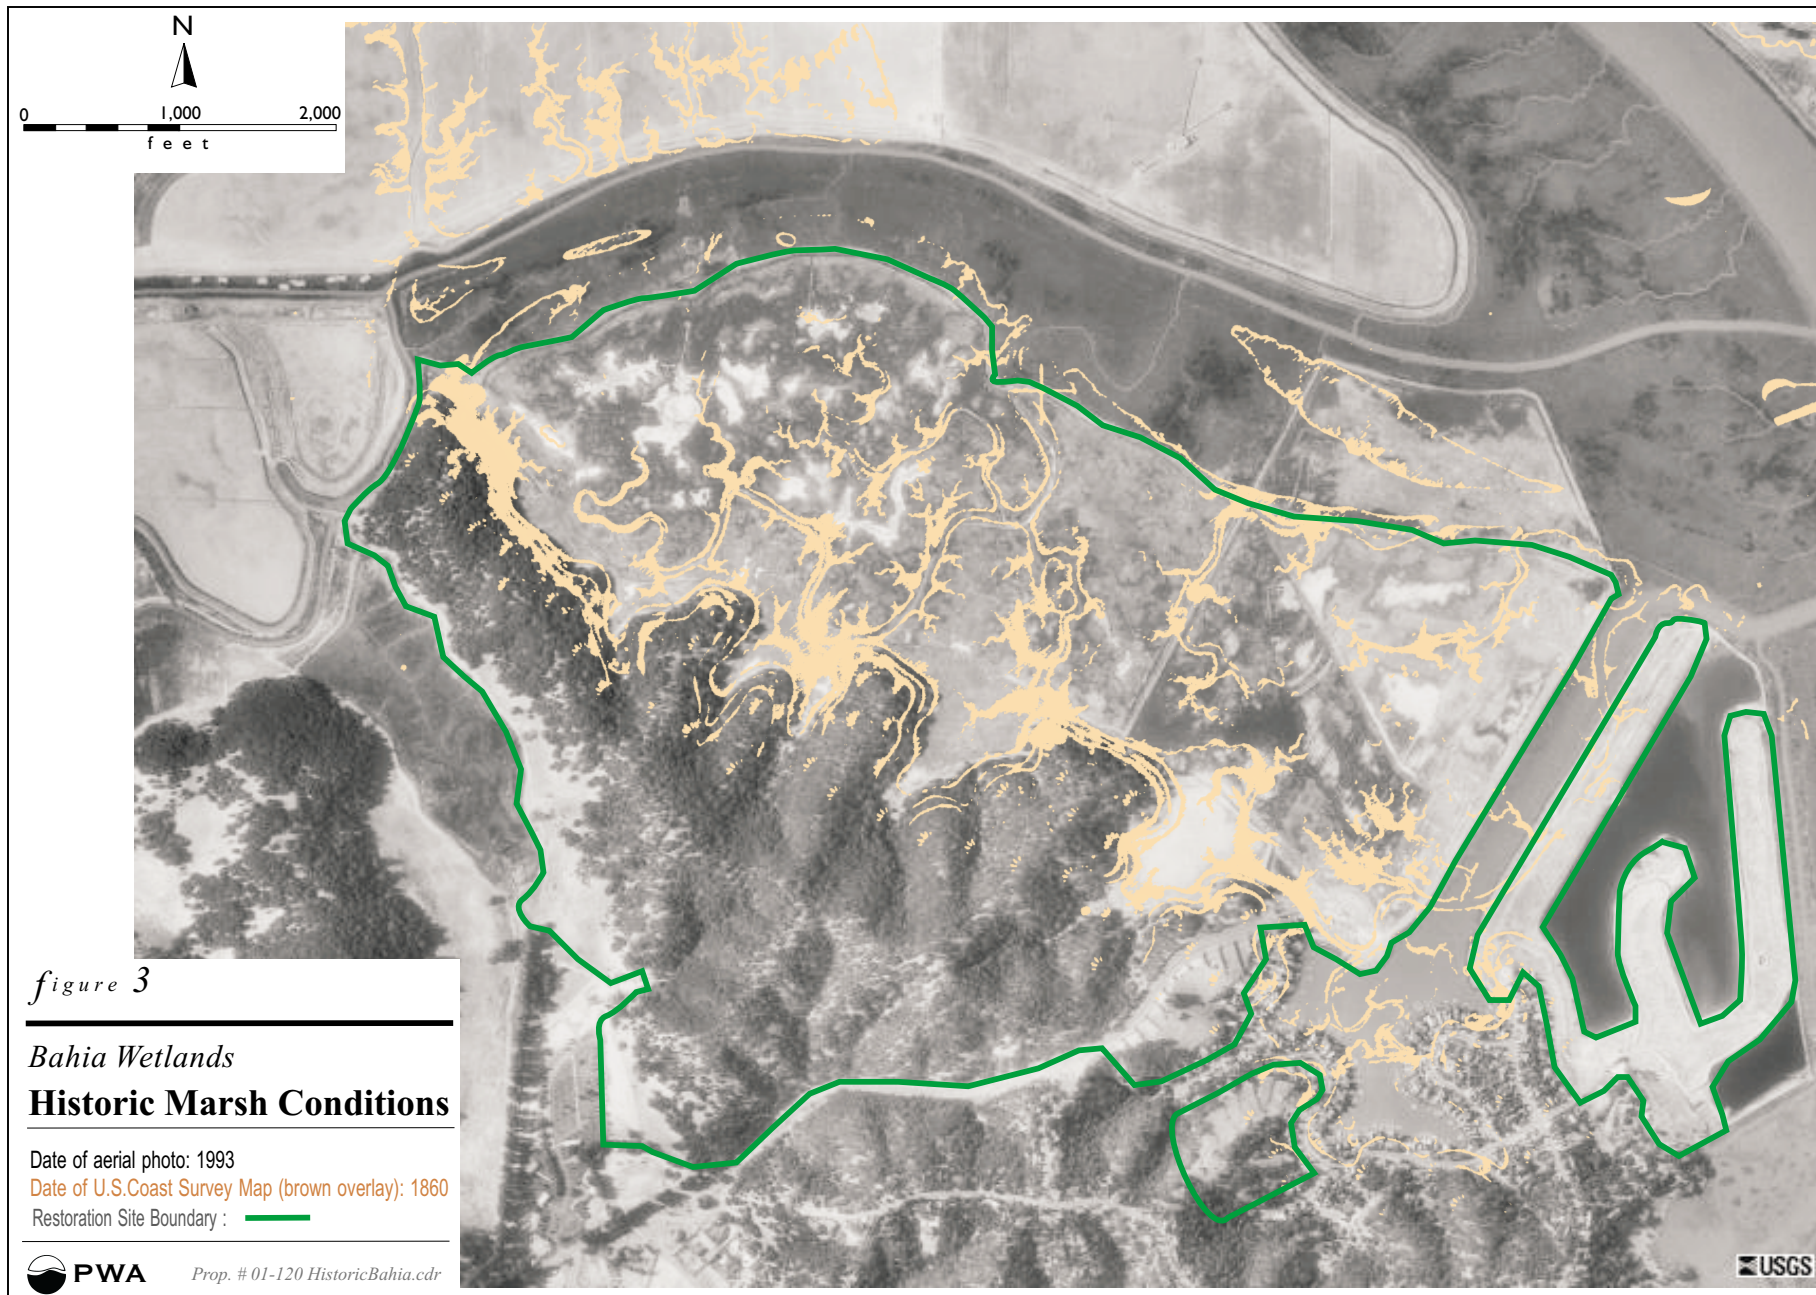 N
0 1,000 2,000
feet
figure 3
Bahia Wetlands
Historic Marsh Conditions
Date of aerial photo: 1993
Date of U.S.Coast Survey Map (brown overlay): 1860
Restoration Site Boundary :
PWA Prop. # 01-120 HistoricBahia.cdr
USGS